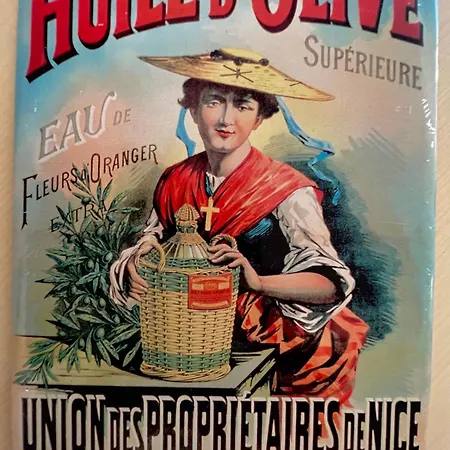 HUILE D'OLIVE
SUPÉRIEURE
EAU DE
FLEURS D'ORANGER
EXTRA
UNION DES PROPRIÉTAIRES DE NICE